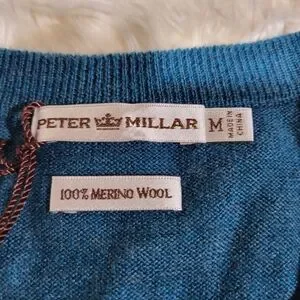 PETER MILLAR M MADE IN CHINA
100% MERINO WOOL